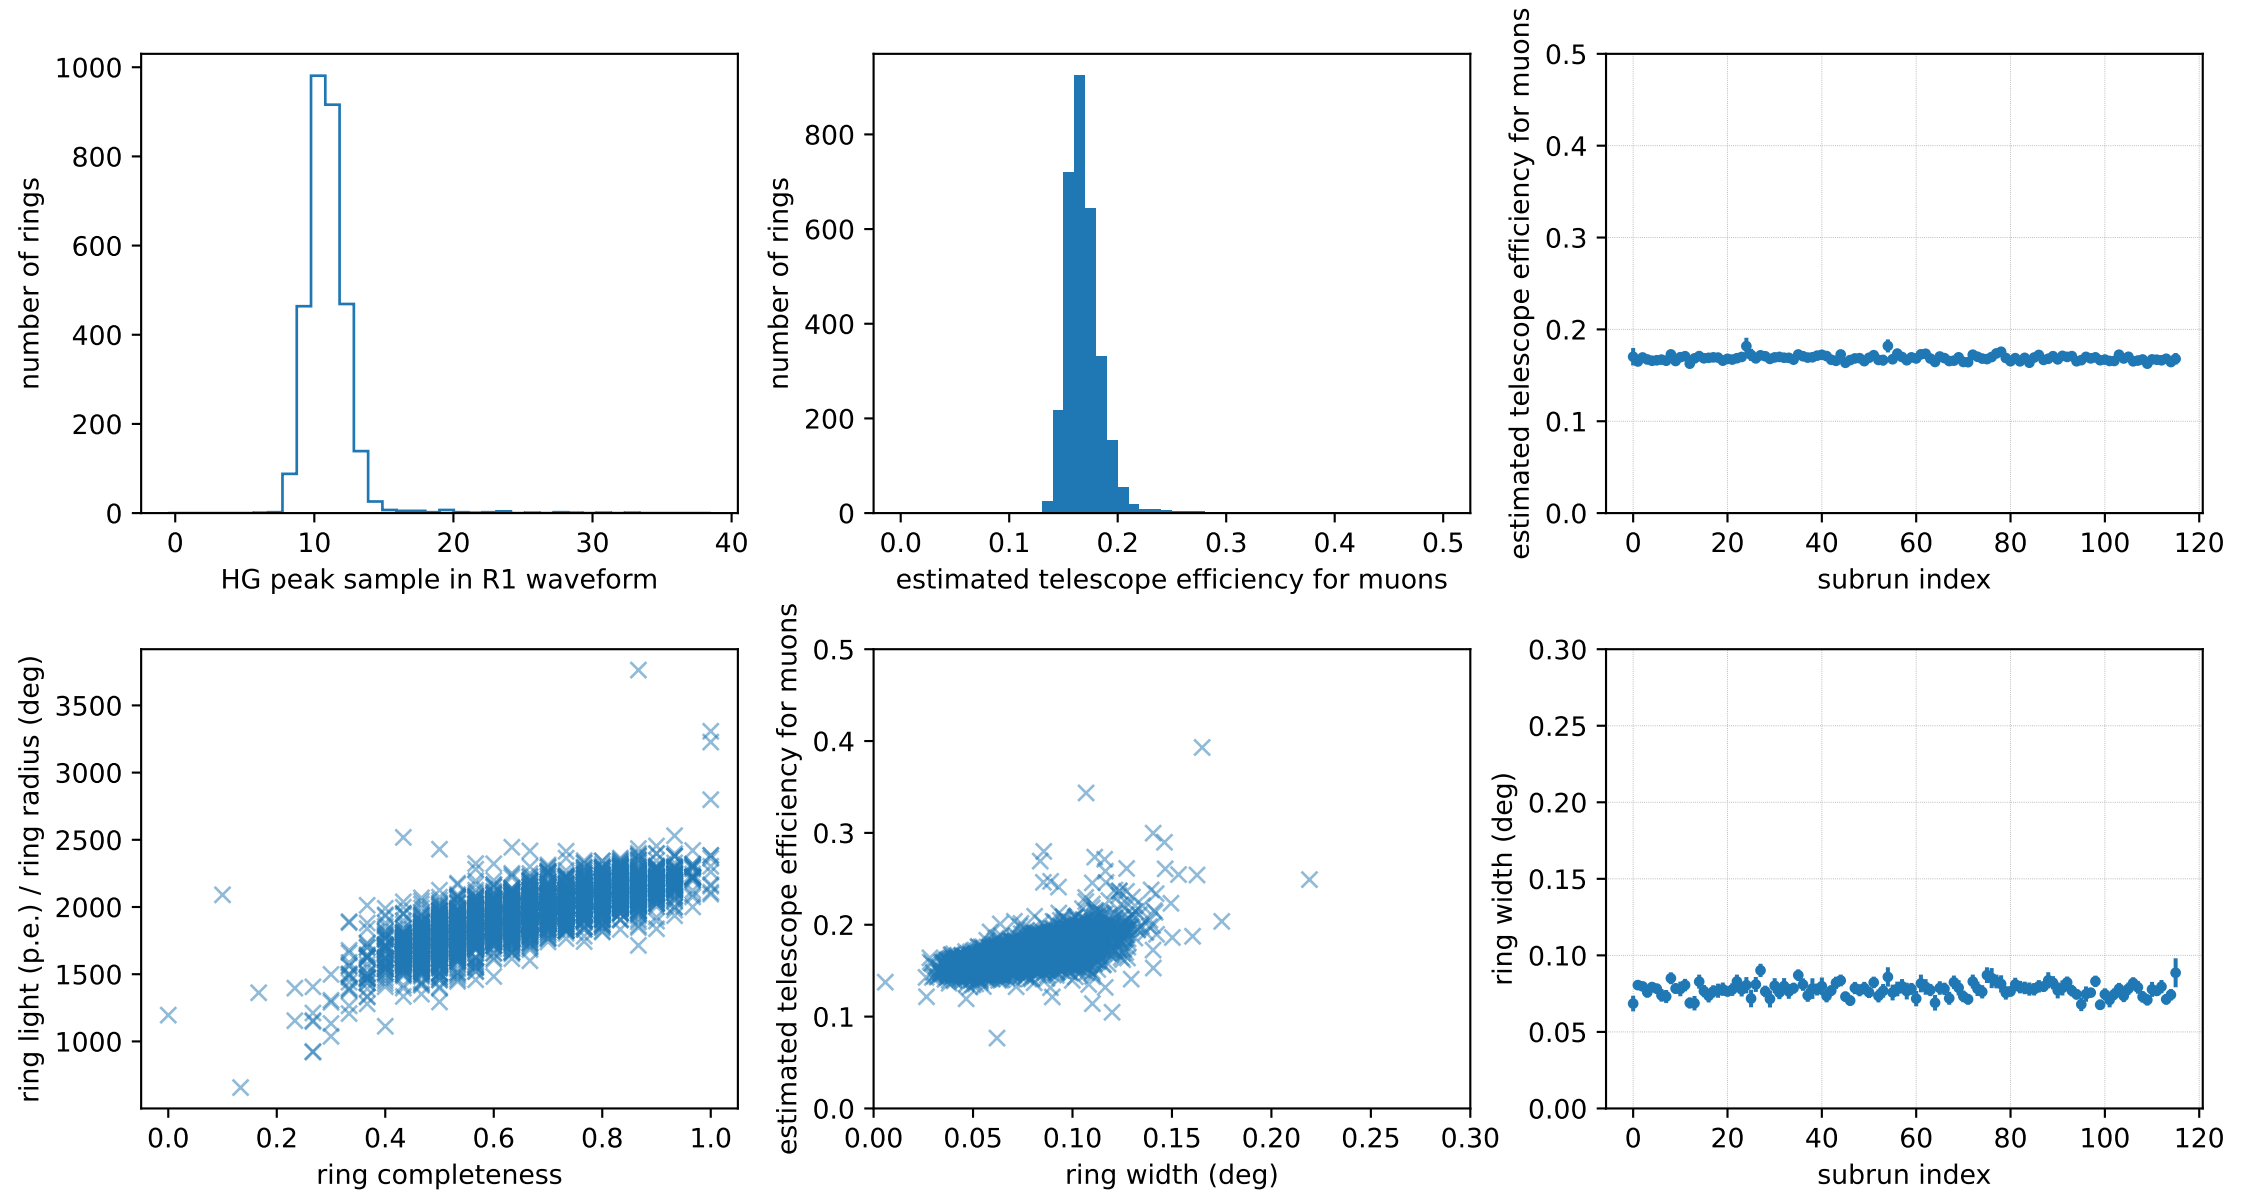 1000
800
600
400
200
0
number of rings
0 10 20 30 40
HG peak sample in R1 waveform
800
600
400
200
0
number of rings
0.0 0.1 0.2 0.3 0.4 0.5
estimated telescope efficiency for muons
0.5
0.4
0.3
0.2
0.1
0.0
estimated telescope efficiency for muons
0 20 40 60 80 100 120
subrun index
3500
3000
2500
2000
1500
1000
ring light (p.e.) / ring radius (deg)
0.0 0.2 0.4 0.6 0.8 1.0
ring completeness
0.5
0.4
0.3
0.2
0.1
0.0
estimated telescope efficiency for muons
0.00 0.05 0.10 0.15 0.20 0.25 0.30
ring width (deg)
0.30
0.25
0.20
0.15
0.10
0.05
0.00
ring width (deg)
0 20 40 60 80 100 120
subrun index